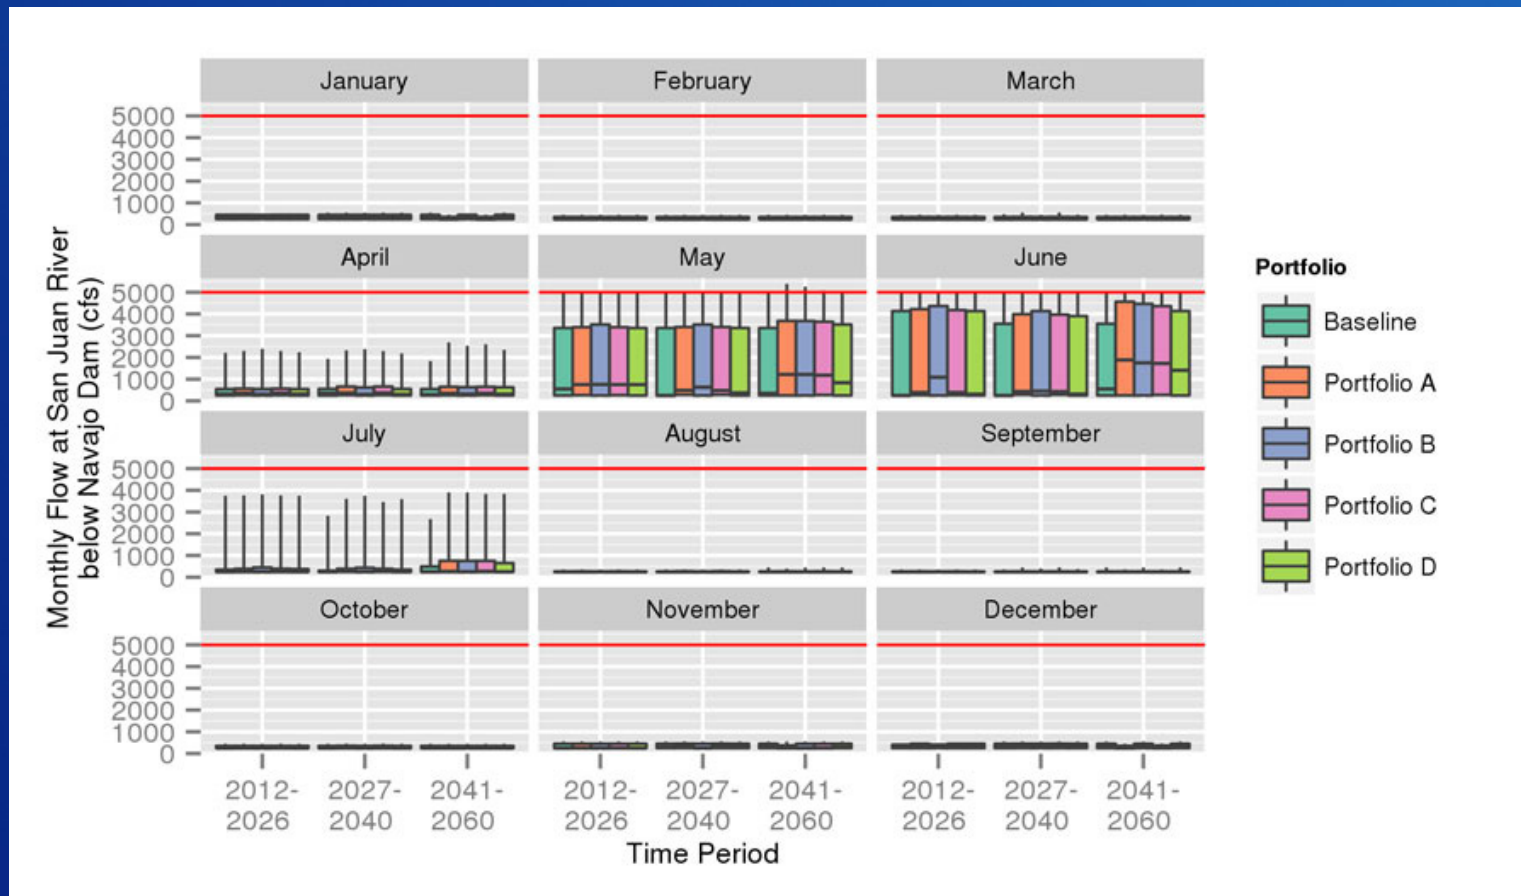 January
February
March
5000
4000
3000
2000
1000
0
April
May
June
5000
4000
3000
2000
1000
0
July
August
September
5000
4000
3000
2000
1000
0
October
November
December
5000
4000
3000
2000
1000
0
2012-
2026
2027-
2040
2041-
2060
2012-
2026
2027-
2040
2041-
2060
2012-
2026
2027-
2040
2041-
2060
Time Period
Monthly Flow at San Juan River
below Navajo Dam (cfs)
Portfolio
Baseline
Portfolio A
Portfolio B
Portfolio C
Portfolio D